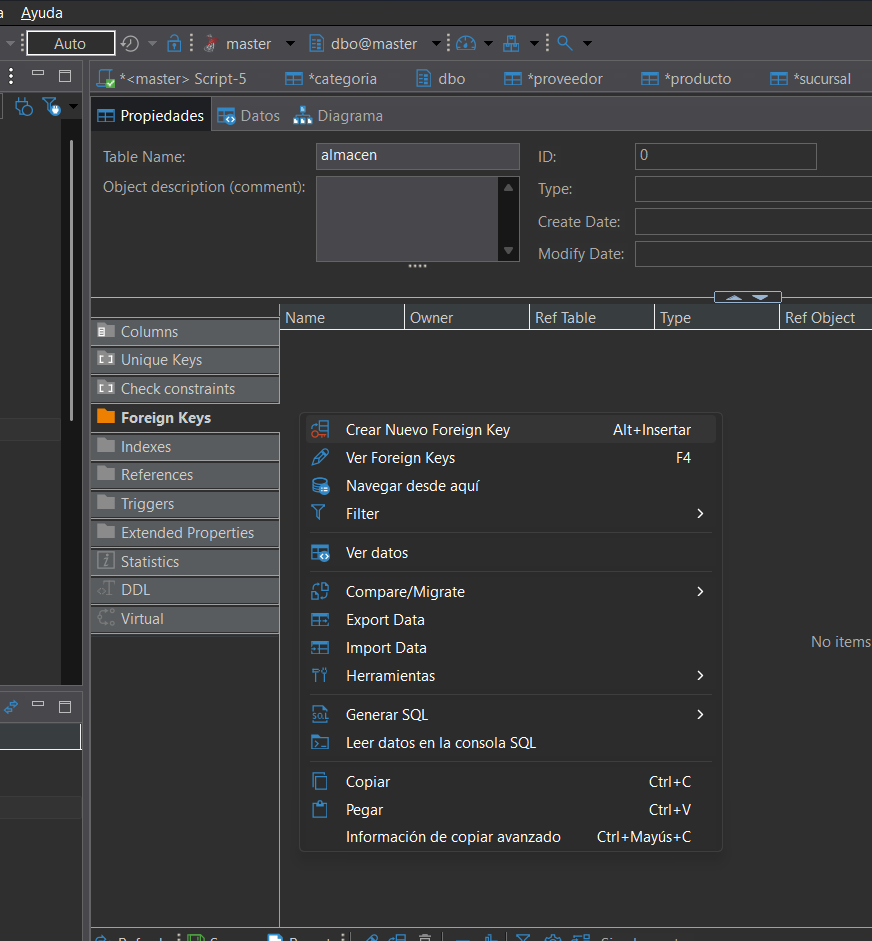 a Ayuda
Auto master dbo@master
*<master> Script-5 *categoria dbo *proveedor *producto *sucursal
Propiedades Datos Diagrama
Table Name: almacen ID: 0
Object description (comment): Type:
Create Date:
Modify Date:
Name Owner Ref Table Type Ref Object
Columns
Unique Keys
Check constraints
Foreign Keys
Indexes
References
Triggers
Extended Properties
Statistics
DDL
Virtual
Crear Nuevo Foreign Key Alt+Insertar
Ver Foreign Keys F4
Navegar desde aquí
Filter
Ver datos
Compare/Migrate
Export Data
Import Data
Herramientas
Generar SQL
Leer datos en la consola SQL
Copiar Ctrl+C
Pegar Ctrl+V
Información de copiar avanzado Ctrl+Mayús+C
No items